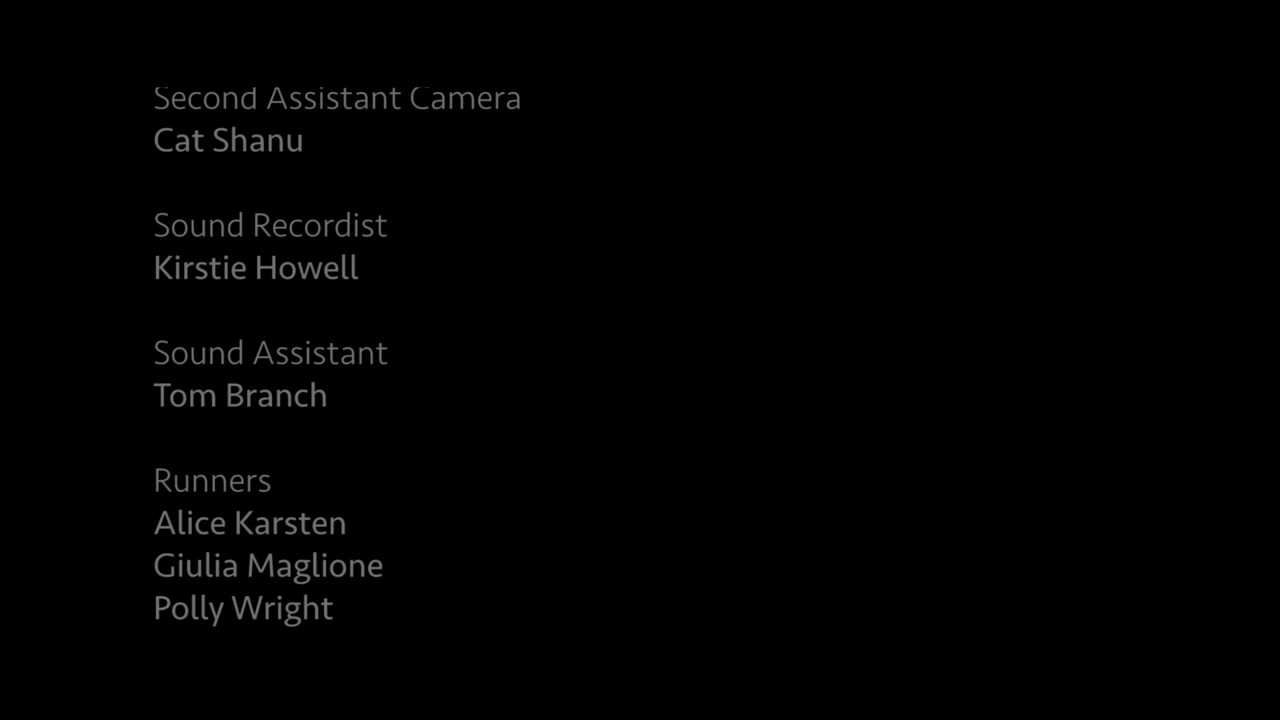 Second Assistant Camera
Cat Shanu
Sound Recordist
Kirstie Howell
Sound Assistant
Tom Branch
Runners
Alice Karsten
Giulia Maglione
Polly Wright